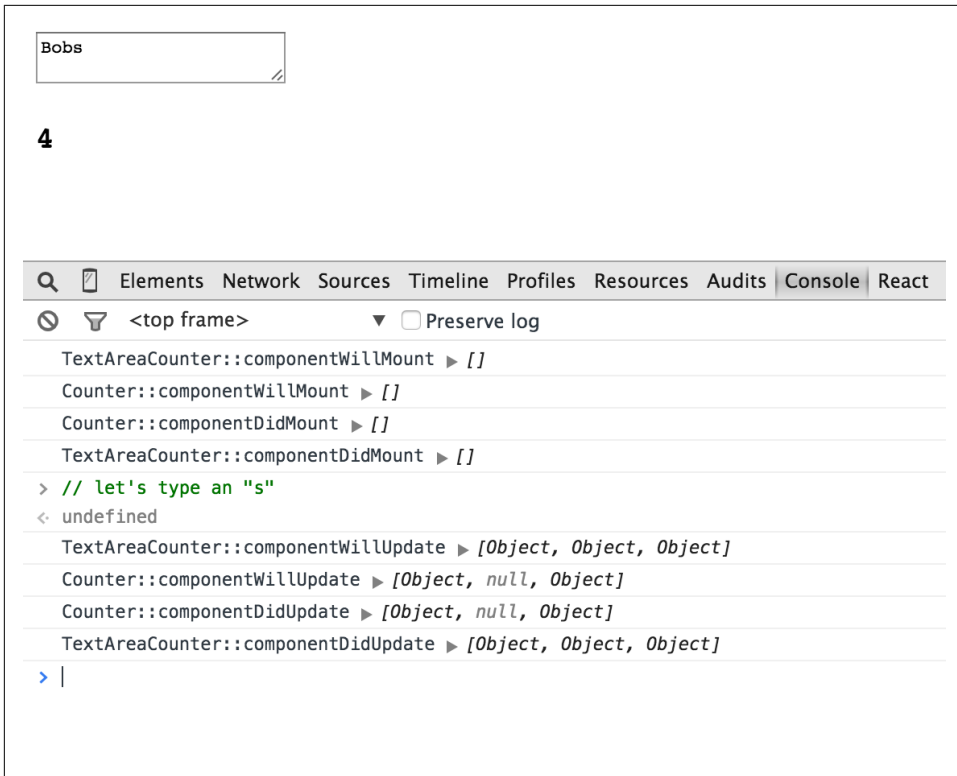 Bobs
4
Elements Network Sources Timeline Profiles Resources Audits Console React
<top frame> ▼ Preserve log
TextAreaCounter::componentWillMount ▶ []
Counter::componentWillMount ▶ []
Counter::componentDidMount ▶ []
TextAreaCounter::componentDidMount ▶ []
> // let's type an "s"
undefined
TextAreaCounter::componentWillUpdate ▶ [Object, Object, Object]
Counter::componentWillUpdate ▶ [Object, null, Object]
Counter::componentDidUpdate ▶ [Object, null, Object]
TextAreaCounter::componentDidUpdate ▶ [Object, Object, Object]
>